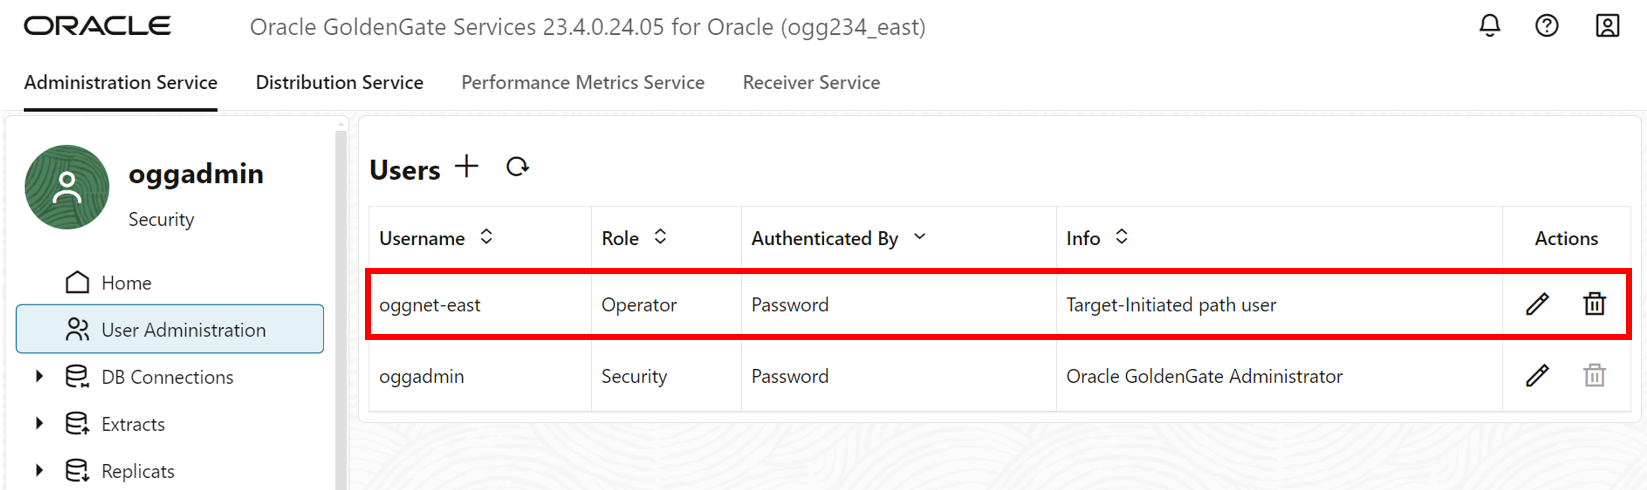 ORACLE Oracle GoldenGate Services 23.4.0.24.05 for Oracle (ogg234_east)
Administration Service Distribution Service Performance Metrics Service Receiver Service
oggadmin
Security
Home
User Administration
DB Connections
Extracts
Replicats
Users
Username Role Authenticated By Info Actions
oggnet-east Operator Password Target-Initiated path user
oggadmin Security Password Oracle GoldenGate Administrator